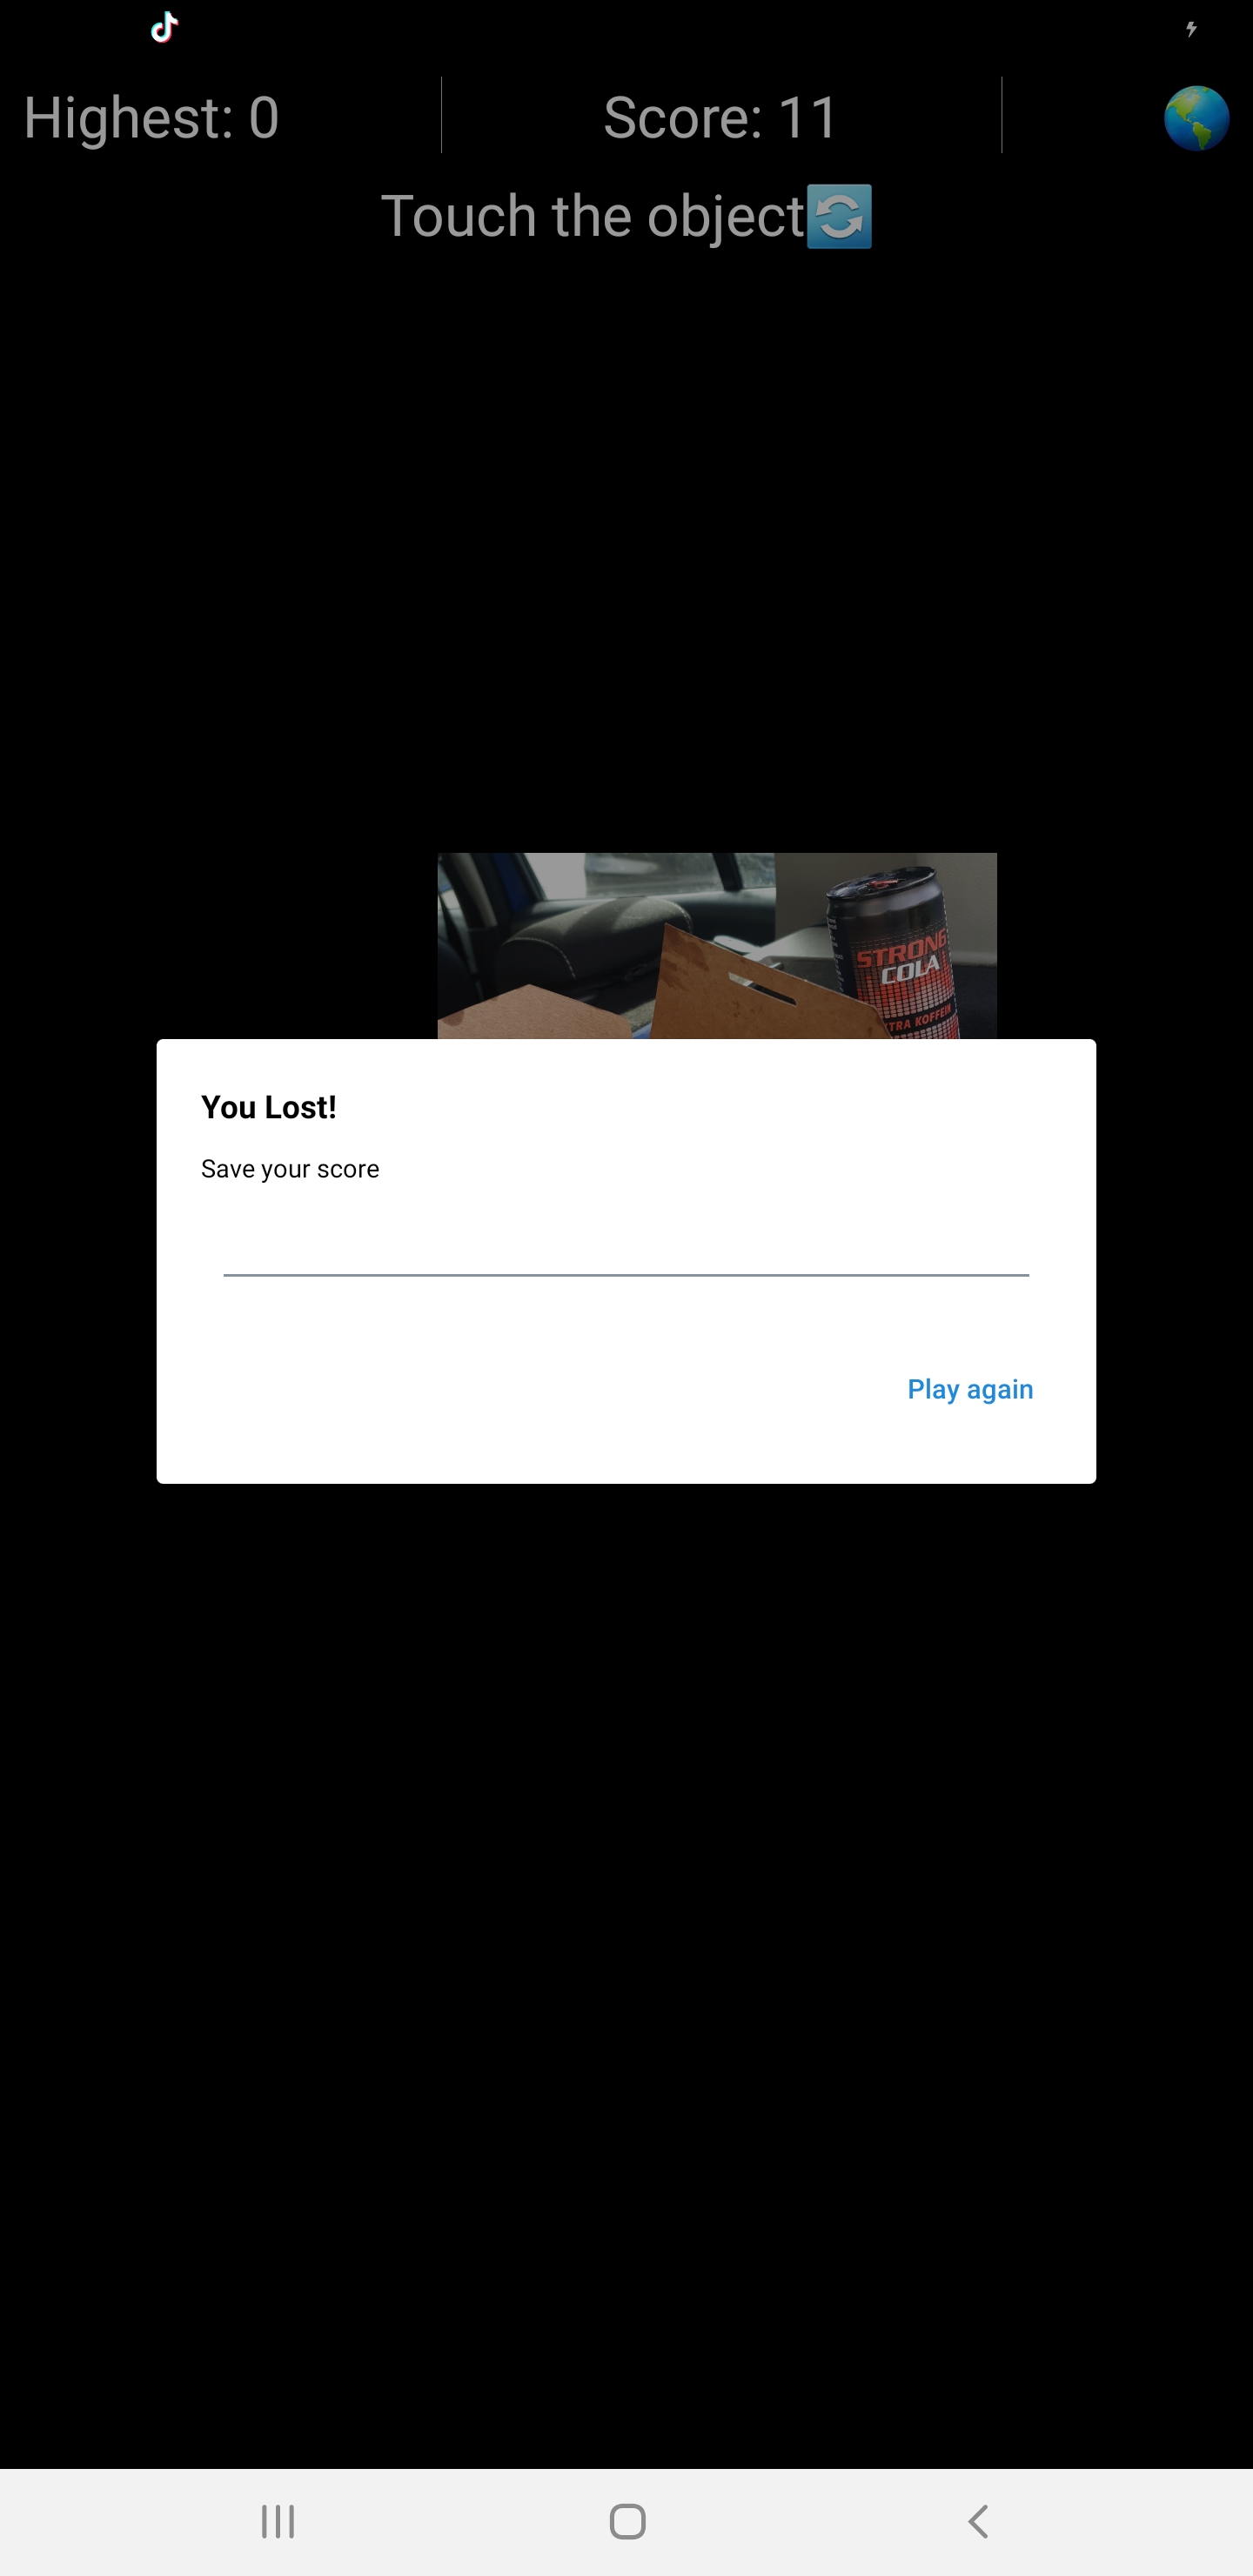 Highest: 0
Score: 11
Touch the object
STRONG
COLA
TRA KOFFEIN
You Lost!
Save your score
Play again